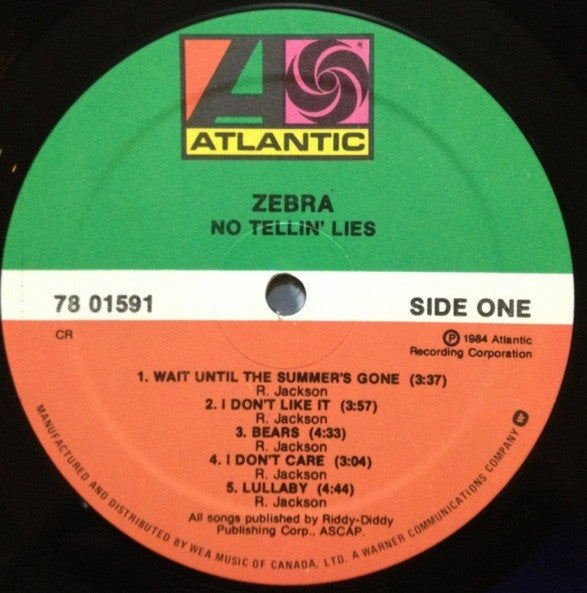 ATLANTIC
ZEBRA
NO TELLIN' LIES
78 01591
SIDE ONE
CR
Ⓟ 1984 Atlantic
Recording Corporation
1. WAIT UNTIL THE SUMMER'S GONE (3:37)
R. Jackson
2. I DON'T LIKE IT (3:57)
R. Jackson
3. BEARS (4:33)
R. Jackson
4. I DON'T CARE (3:04)
R. Jackson
5. LULLABY (4:44)
R. Jackson
All songs published by Riddy-Diddy
Publishing Corp., ASCAP.
MANUFACTURED AND DISTRIBUTED BY WEA MUSIC OF CANADA, LTD. A WARNER COMMUNICATIONS COMPANY